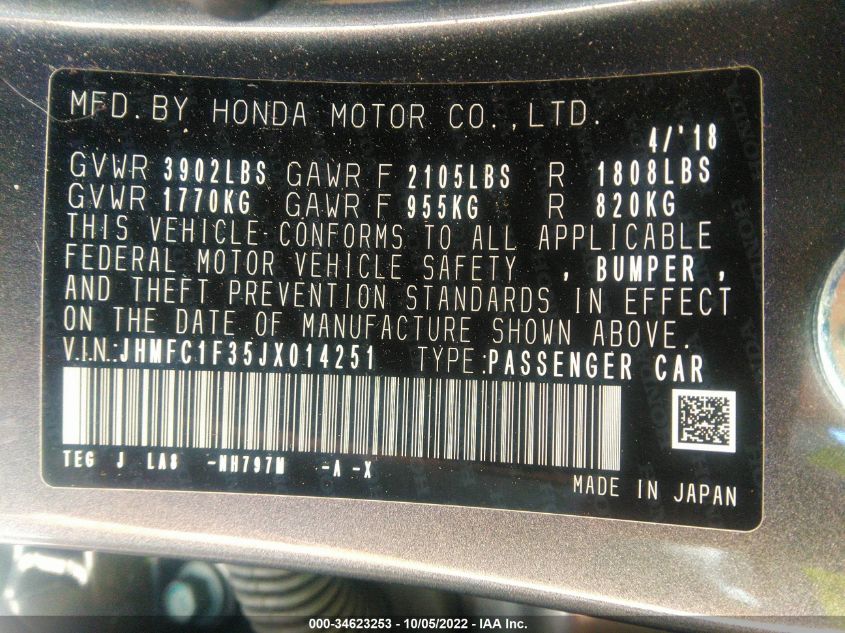 MFD. BY HONDA MOTOR CO., LTD.
4/'18
GVWR 3902LBS GAWR F 2105LBS R 1808LBS
GVWR 1770KG GAWR F 955KG R 820KG
THIS VEHICLE CONFORMS TO ALL APPLICABLE
FEDERAL MOTOR VEHICLE SAFETY , BUMPER ,
AND THEFT PREVENTION STANDARDS IN EFFECT
ON THE DATE OF MANUFACTURE SHOWN ABOVE.
V.I.N.:JHMFC1F35JX014251 TYPE:PASSENGER CAR
TEG J LA8 -NH797M -A -X
MADE IN JAPAN
000-34623253 - 10/05/2022 - IAA Inc.